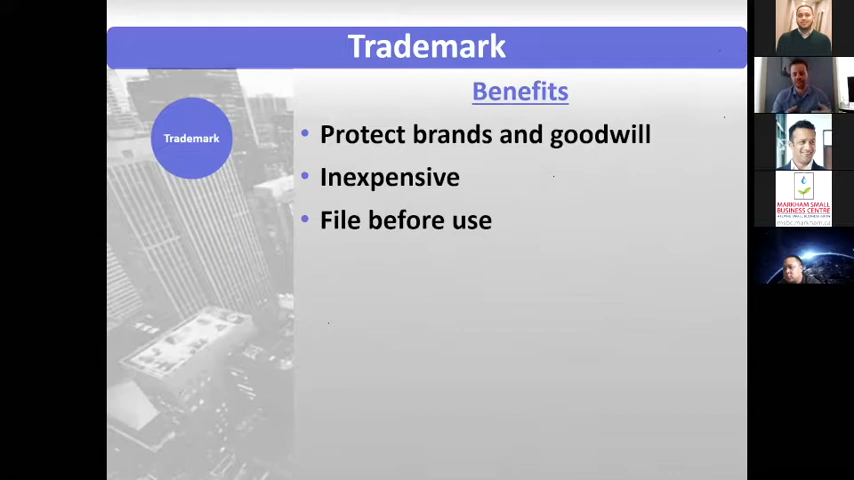 Trademark
Benefits
Trademark
• Protect brands and goodwill
• Inexpensive
• File before use
MARKHAM SMALL
BUSINESS CENTRE